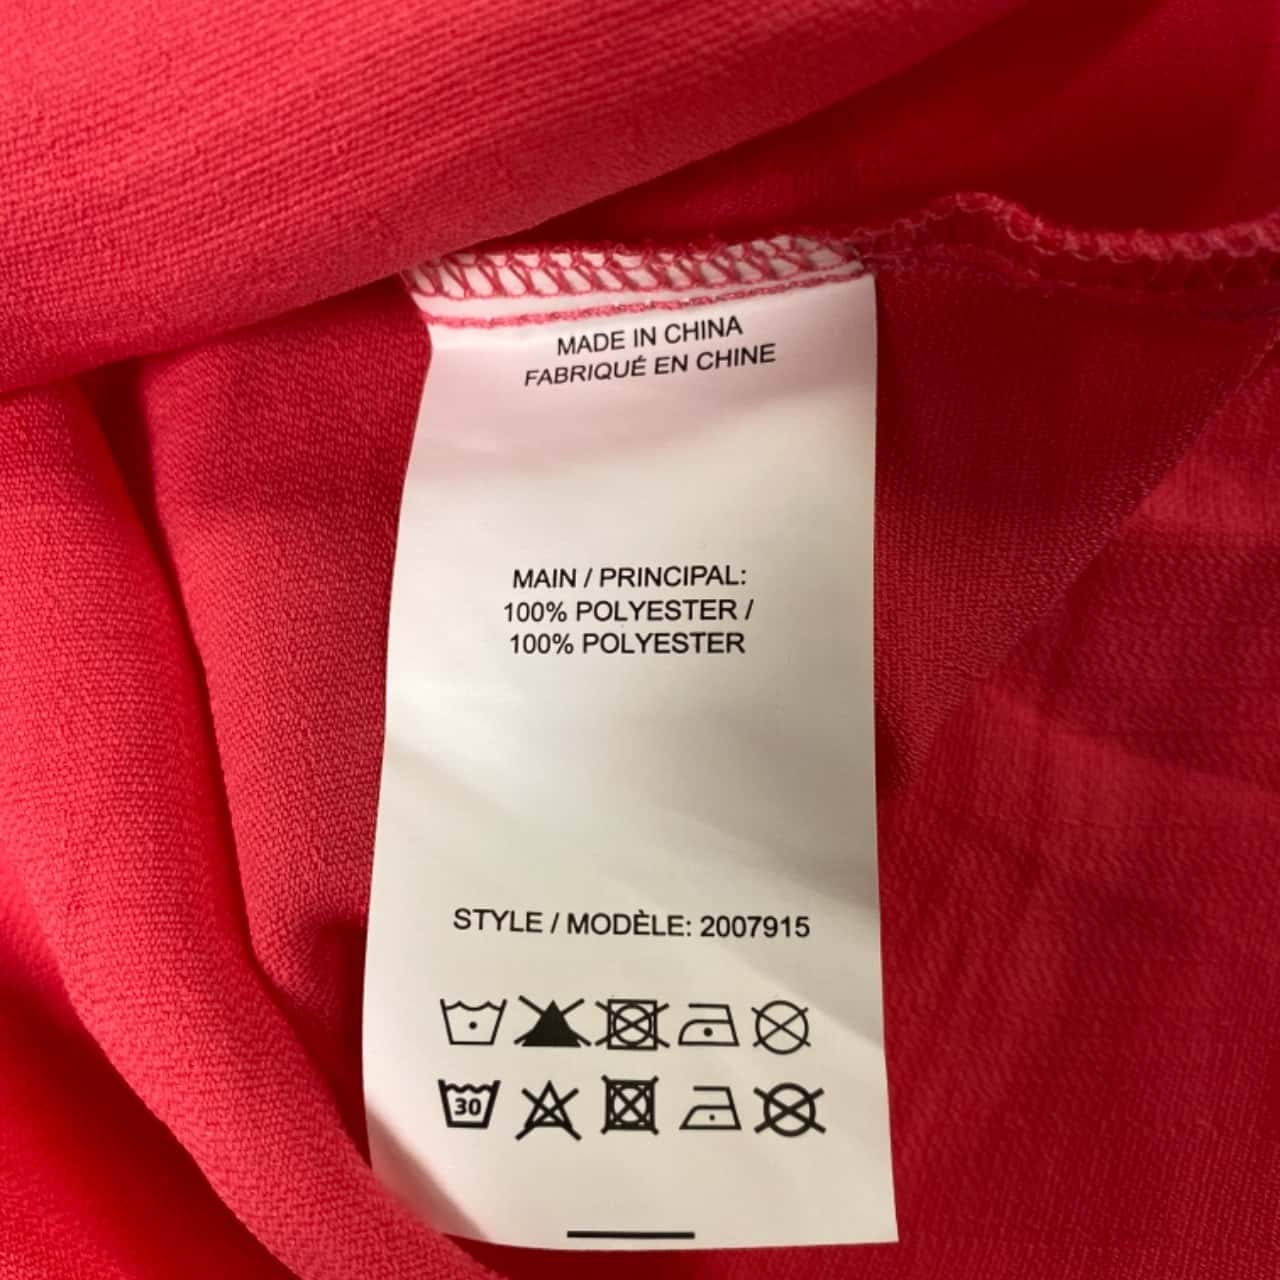 MADE IN CHINA
FABRIQUÉ EN CHINE
MAIN / PRINCIPAL:
100% POLYESTER /
100% POLYESTER
STYLE / MODÈLE: 2007915
30